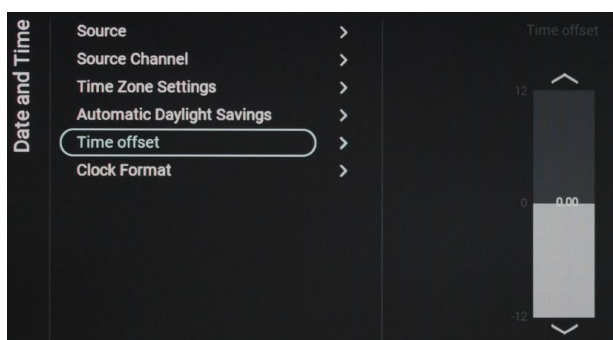 Date and Time
Source
Source Channel
Time Zone Settings
Automatic Daylight Savings
Time offset
Clock Format
Time offset
12
0
0.00
-12